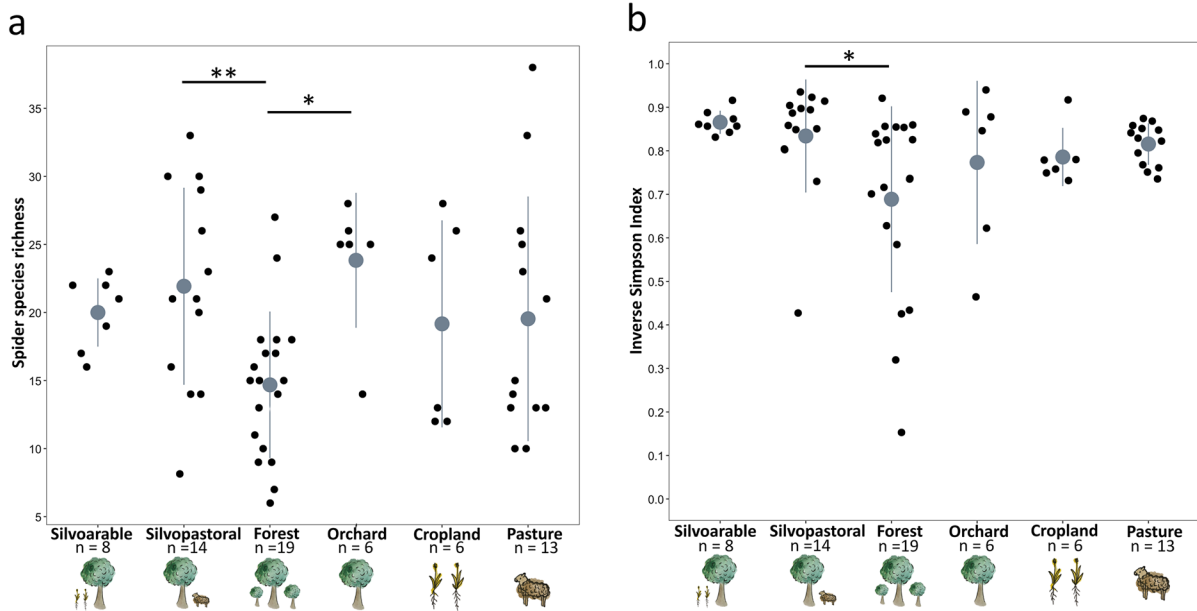 a
Spider species richness
35
30
25
20
15
10
5
**
*
Silvoarable Silvopastoral Forest Orchard Cropland Pasture
n = 8 n =14 n =19 n = 6 n = 6 n = 13
b
Inverse Simpson Index
1.0
0.9
0.8
0.7
0.6
0.5
0.4
0.3
0.2
0.1
0.0
*
Silvoarable Silvopastoral Forest Orchard Cropland Pasture
n = 8 n =14 n =19 n = 6 n = 6 n = 13